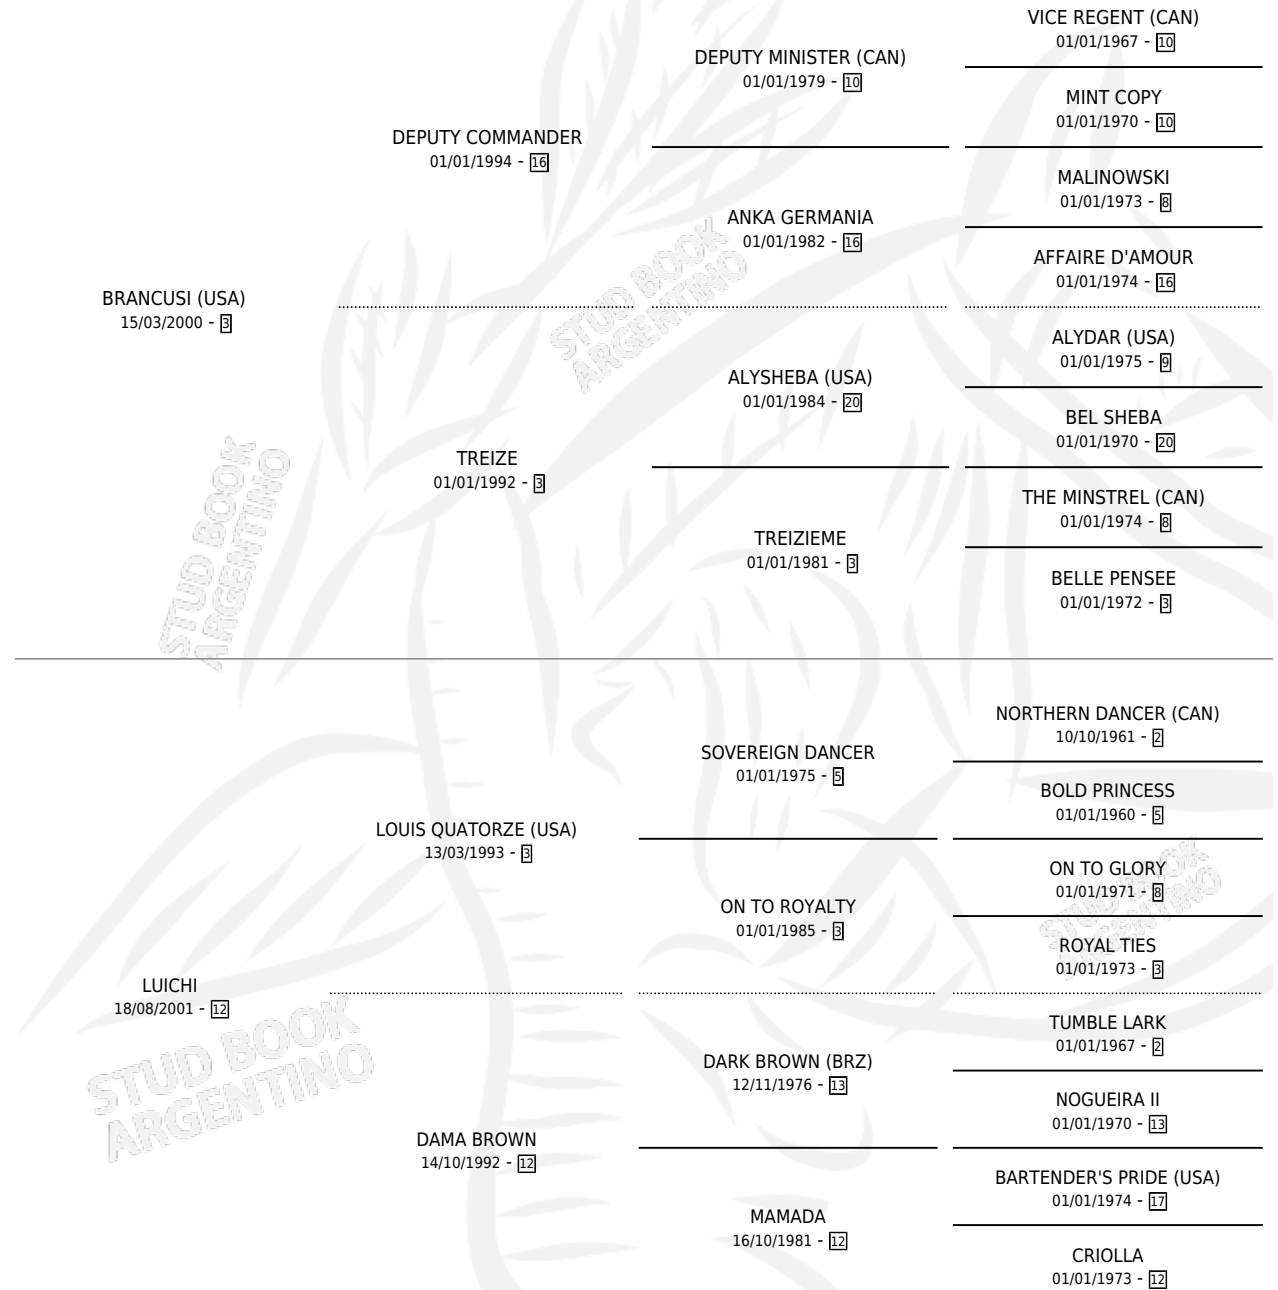 VICE REGENT (CAN)
01/01/1967 - 10
DEPUTY MINISTER (CAN)
01/01/1979 - 10
MINT COPY
01/01/1970 - 10
DEPUTY COMMANDER
01/01/1994 - 16
MALINOWSKI
01/01/1973 - 8
ANKA GERMANIA
01/01/1982 - 16
AFFAIRE D'AMOUR
01/01/1974 - 16
BRANCUSI (USA)
15/03/2000 - 3
ALYDAR (USA)
01/01/1975 - 9
ALYSHEBA (USA)
01/01/1984 - 20
BEL SHEBA
01/01/1970 - 20
TREIZE
01/01/1992 - 3
THE MINSTREL (CAN)
01/01/1974 - 8
TREIZIEME
01/01/1981 - 3
BELLE PENSEE
01/01/1972 - 3
NORTHERN DANCER (CAN)
10/10/1961 - 2
SOVEREIGN DANCER
01/01/1975 - 5
BOLD PRINCESS
01/01/1960 - 5
LOUIS QUATORZE (USA)
13/03/1993 - 3
ON TO GLORY
01/01/1971 - 8
ON TO ROYALTY
01/01/1985 - 3
ROYAL TIES
01/01/1973 - 3
LUICHI
18/08/2001 - 12
TUMBLE LARK
01/01/1967 - 2
DARK BROWN (BRZ)
12/11/1976 - 13
NOGUEIRA II
01/01/1970 - 13
DAMA BROWN
14/10/1992 - 12
BARTENDER'S PRIDE (USA)
01/01/1974 - 17
MAMADA
16/10/1981 - 12
CRIOLLA
01/01/1973 - 12
STUD BOOK
ARGENTINO
STUD BOOK
ARGENTINO
STUD BOOK
ARGENTINO
STUD BOOK
ARGENTINO